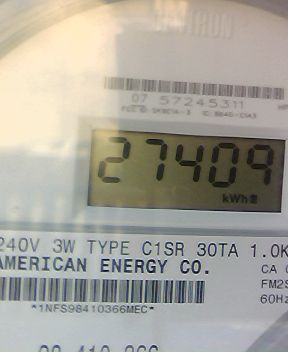 07 57245311
27409
kWh
240V 3W TYPE C1SR 30TA 1.0K
AMERICAN ENERGY CO.
CA
FM2S
60Hz
*1NFS98410366MEC*